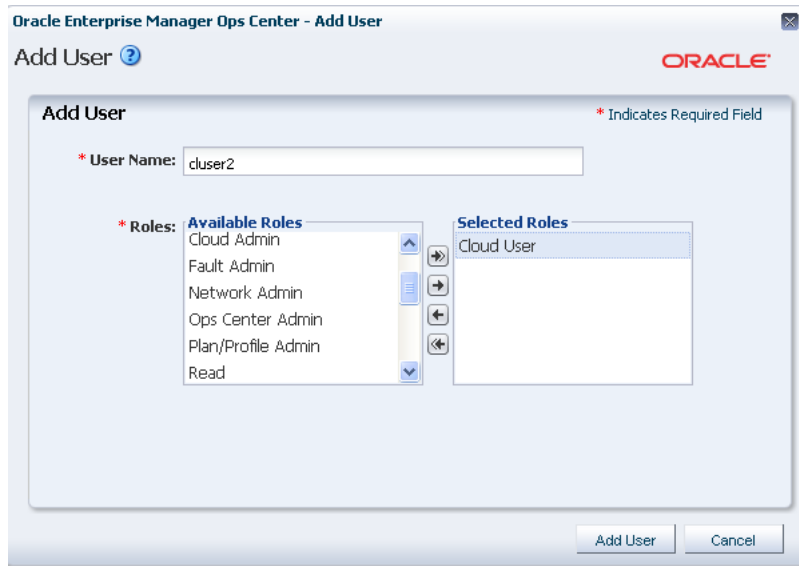 Oracle Enterprise Manager Ops Center - Add User
Add User
ORACLE
Add User
* Indicates Required Field
* User Name: cluser2
* Roles:
Available Roles
Cloud Admin
Fault Admin
Network Admin
Ops Center Admin
Plan/Profile Admin
Read
Selected Roles
Cloud User
Add User
Cancel